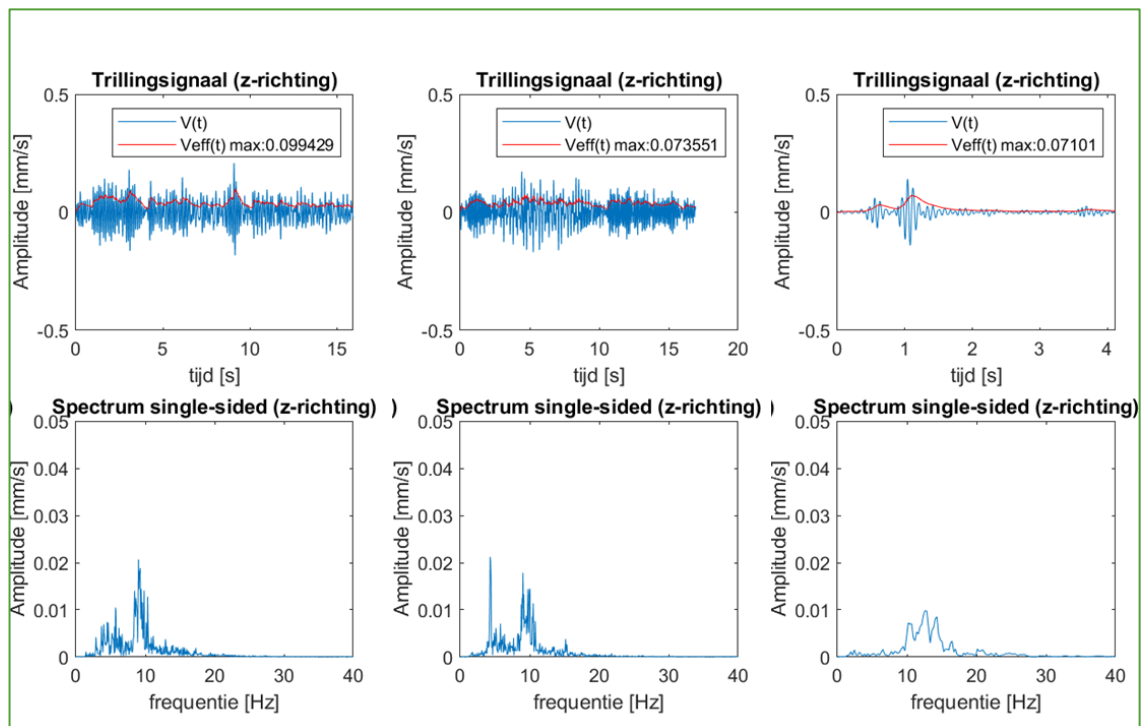 Trillingsignaal (z-richting)
0.5
0
-0.5
Amplitude [mm/s]
V(t)
Veff(t) max:0.099429
0 5 10 15
tijd [s]
Trillingsignaal (z-richting)
0.5
0
-0.5
Amplitude [mm/s]
V(t)
Veff(t) max:0.073551
0 5 10 15 20
tijd [s]
Trillingsignaal (z-richting)
0.5
0
-0.5
Amplitude [mm/s]
V(t)
Veff(t) max:0.07101
0 1 2 3 4
tijd [s]
) Spectrum single-sided (z-richting)
0.05
0.04
0.03
0.02
0.01
0
Amplitude [mm/s]
0 10 20 30 40
frequentie [Hz]
) Spectrum single-sided (z-richting)
0.05
0.04
0.03
0.02
0.01
0
Amplitude [mm/s]
0 10 20 30 40
frequentie [Hz]
) Spectrum single-sided (z-richting)
0.05
0.04
0.03
0.02
0.01
0
Amplitude [mm/s]
0 10 20 30 40
frequentie [Hz]